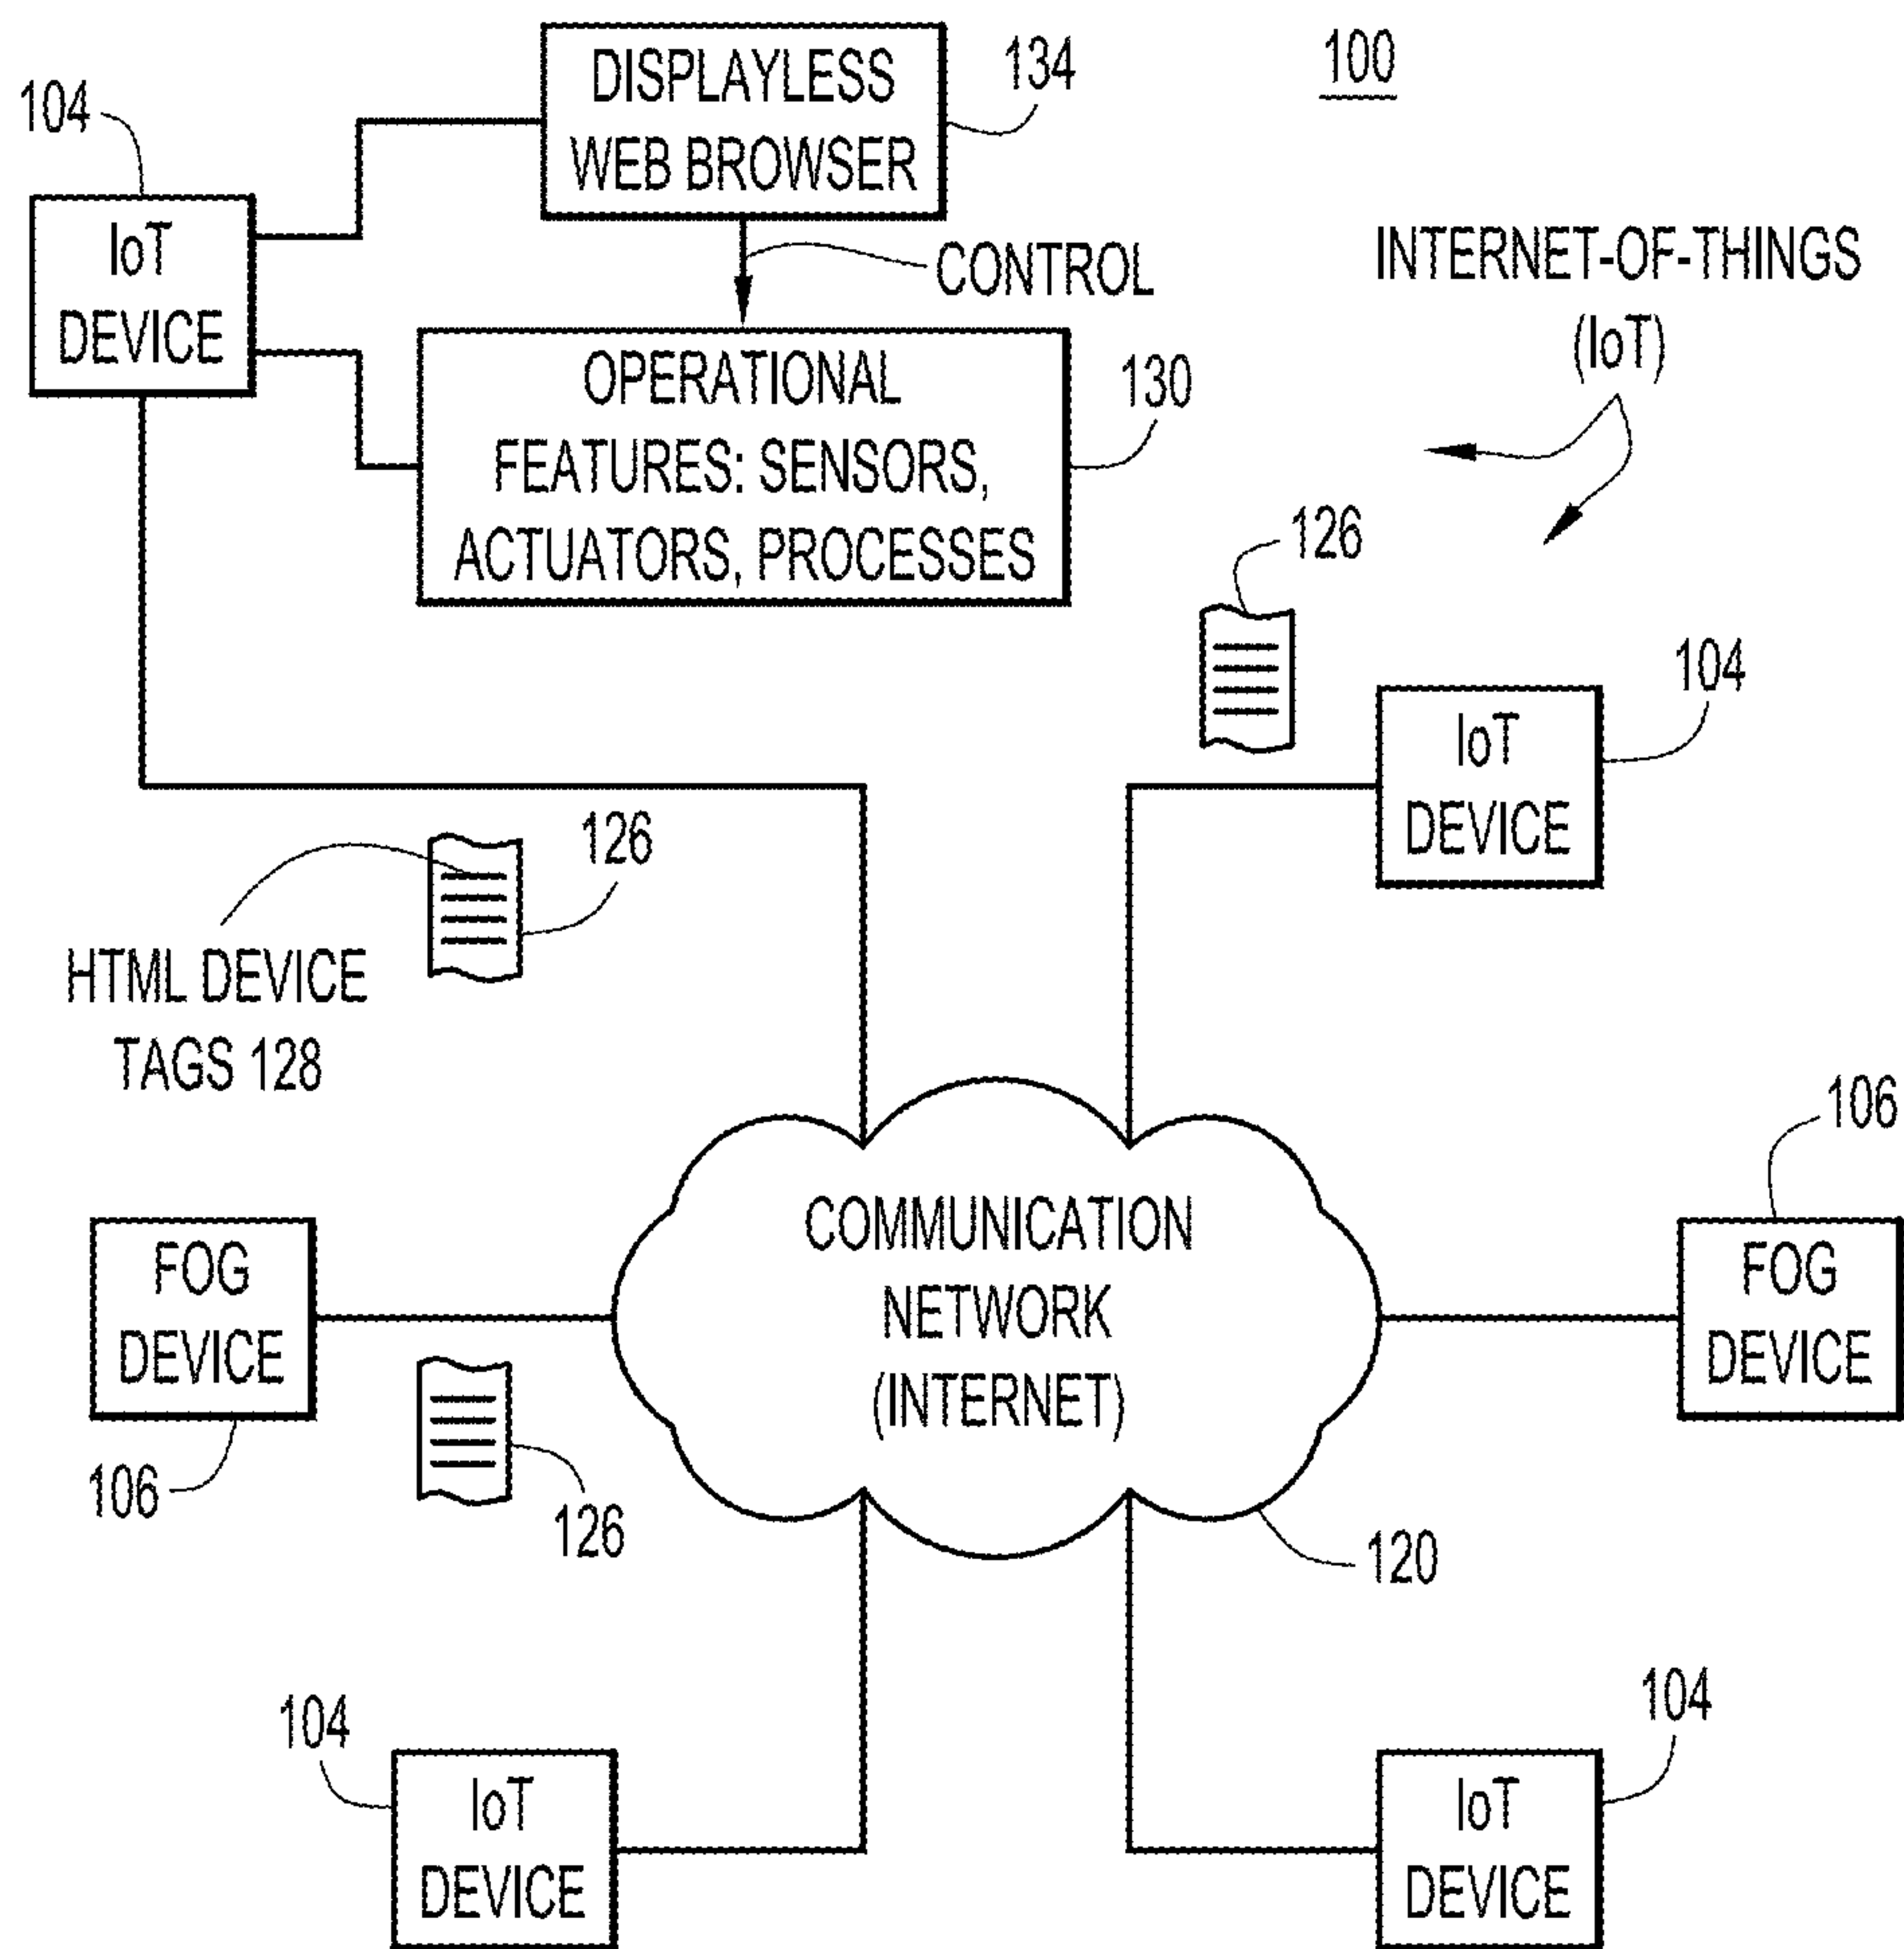 100
134
DISPLAYLESS
WEB BROWSER
104
IoT
DEVICE
CONTROL
INTERNET-OF-THINGS
(IoT)
130
OPERATIONAL
FEATURES: SENSORS,
ACTUATORS, PROCESSES
126
104
IoT
DEVICE
126
HTML DEVICE
TAGS 128
106
FOG
DEVICE
COMMUNICATION
NETWORK
(INTERNET)
FOG
DEVICE
106
126
120
104
IoT
DEVICE
104
IoT
DEVICE